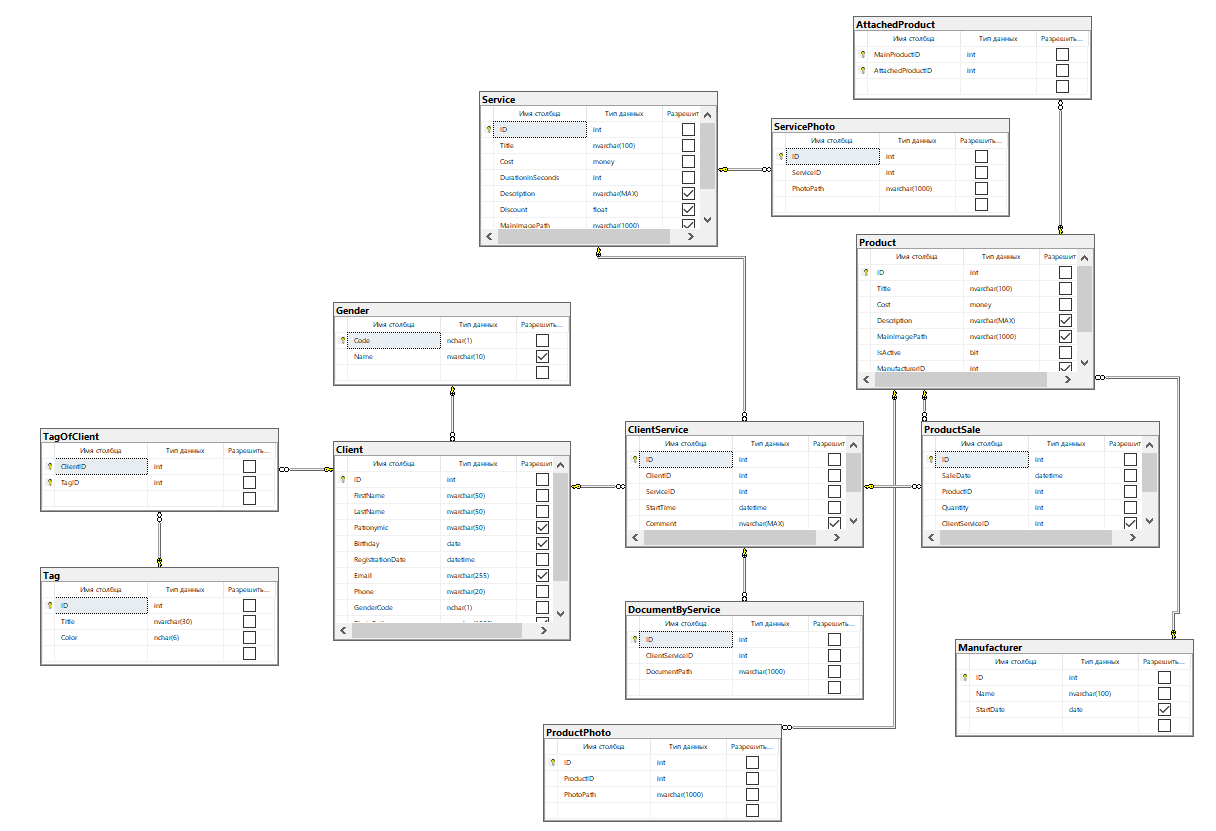 AttachedProduct
Имя столбца Тип данных Разрешить...
MainProductID int
AttachedProductID int
Service
Имя столбца Тип данных Разрешит
ID int
Title nvarchar(100)
Cost money
DurationInSeconds int
Description nvarchar(MAX)
Discount float
MainImagePath nvarchar(1000)
ServicePhoto
Имя столбца Тип данных Разрешить...
ID int
ServiceID int
PhotoPath nvarchar(1000)
Product
Имя столбца Тип данных Разрешит
ID int
Title nvarchar(100)
Cost money
Description nvarchar(MAX)
MainImagePath nvarchar(1000)
IsActive bit
ManufacturerID int
Gender
Имя столбца Тип данных Разрешить...
Code nchar(1)
Name nvarchar(10)
TagOfClient
Имя столбца Тип данных Разрешить...
ClientID int
TagID int
Client
Имя столбца Тип данных Разрешит
ID int
FirstName nvarchar(50)
LastName nvarchar(50)
Patronymic nvarchar(50)
Birthday date
RegistrationDate datetime
Email nvarchar(255)
Phone nvarchar(20)
GenderCode nchar(1)
ClientService
Имя столбца Тип данных Разрешит
ID int
ClientID int
ServiceID int
StartTime datetime
Comment nvarchar(MAX)
ProductSale
Имя столбца Тип данных Разрешит
ID int
SaleDate datetime
ProductID int
Quantity int
ClientServiceID int
Tag
Имя столбца Тип данных Разрешить...
ID int
Title nvarchar(30)
Color nchar(6)
DocumentByService
Имя столбца Тип данных Разрешить...
ID int
ClientServiceID int
DocumentPath nvarchar(1000)
Manufacturer
Имя столбца Тип данных Разрешить...
ID int
Name nvarchar(100)
StartDate date
ProductPhoto
Имя столбца Тип данных Разрешить...
ID int
ProductID int
PhotoPath nvarchar(1000)